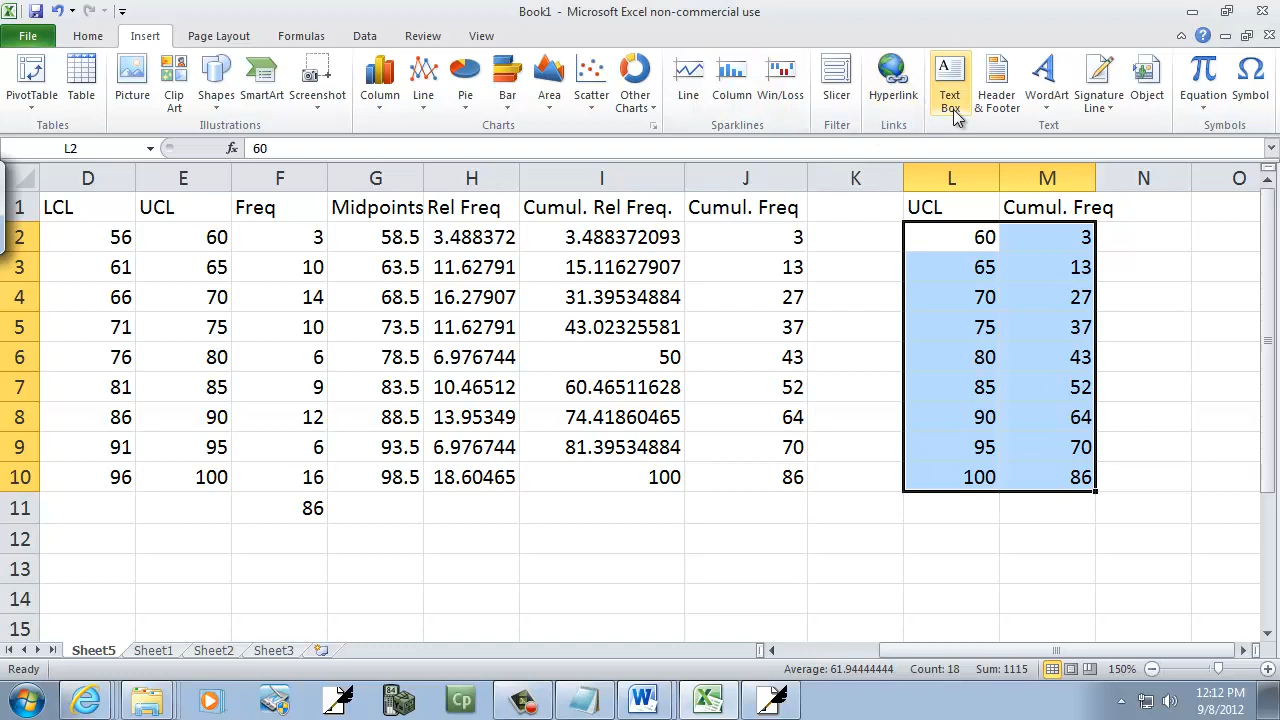 Book1 - Microsoft Excel non-commercial use
File Home Insert Page Layout Formulas Data Review View
PivotTable Table Picture Clip Art Shapes SmartArt Screenshot Column Line Pie Bar Area Scatter Other Charts Line Column Win/Loss Slicer Hyperlink Text Box Header & Footer WordArt Signature Line Object Equation Symbol
Tables Illustrations Charts Sparklines Filter Links Text Symbols
L2 fx 60
D E F G H I J K L M N O
1 LCL UCL Freq Midpoints Rel Freq Cumul. Rel Freq. Cumul. Freq UCL Cumul. Freq
2 56 60 3 58.5 3.488372 3.488372093 3 60 3
3 61 65 10 63.5 11.62791 15.11627907 13 65 13
4 66 70 14 68.5 16.27907 31.39534884 27 70 27
5 71 75 10 73.5 11.62791 43.02325581 37 75 37
6 76 80 6 78.5 6.976744 50 43 80 43
7 81 85 9 83.5 10.46512 60.46511628 52 85 52
8 86 90 12 88.5 13.95349 74.41860465 64 90 64
9 91 95 6 93.5 6.976744 81.39534884 70 95 70
10 96 100 16 98.5 18.60465 100 86 100 86
11 86
12
13
14
15
Sheet5 Sheet1 Sheet2 Sheet3
Ready Average: 61.94444444 Count: 18 Sum: 1115 150%
12:12 PM
9/8/2012